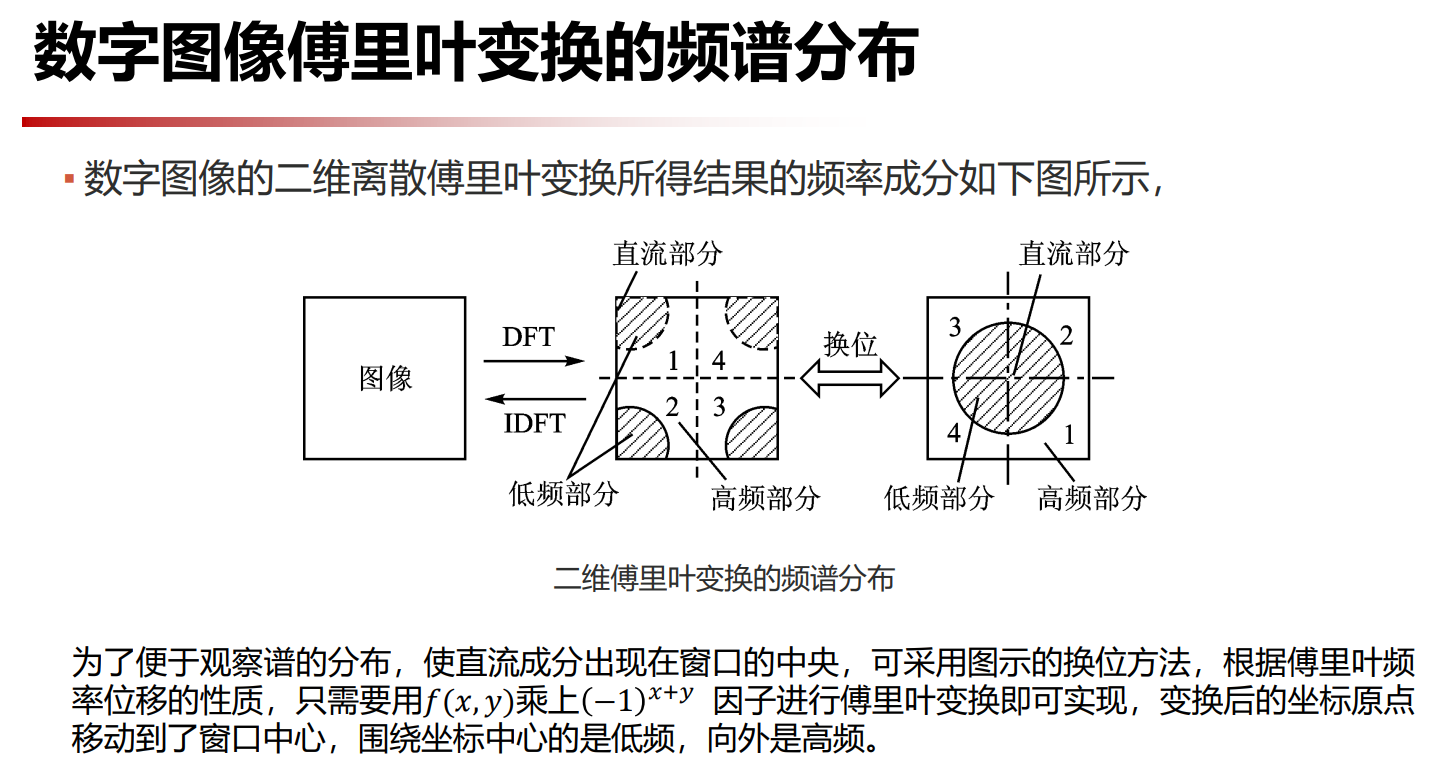 数字图像傅里叶变换的频谱分布
数字图像的二维离散傅里叶变换所得结果的频率成分如下图所示，
直流部分
直流部分
图像
DFT
IDFT
1 4
2 3
换位
3 2
4 1
低频部分
高频部分
低频部分
高频部分
二维傅里叶变换的频谱分布
为了便于观察谱的分布，使直流成分出现在窗口的中央，可采用图示的换位方法，根据傅里叶频
率位移的性质，只需要用f(x, y)乘上(−1)^{x+y} 因子进行傅里叶变换即可实现，变换后的坐标原点
移动到了窗口中心，围绕坐标中心的是低频，向外是高频。